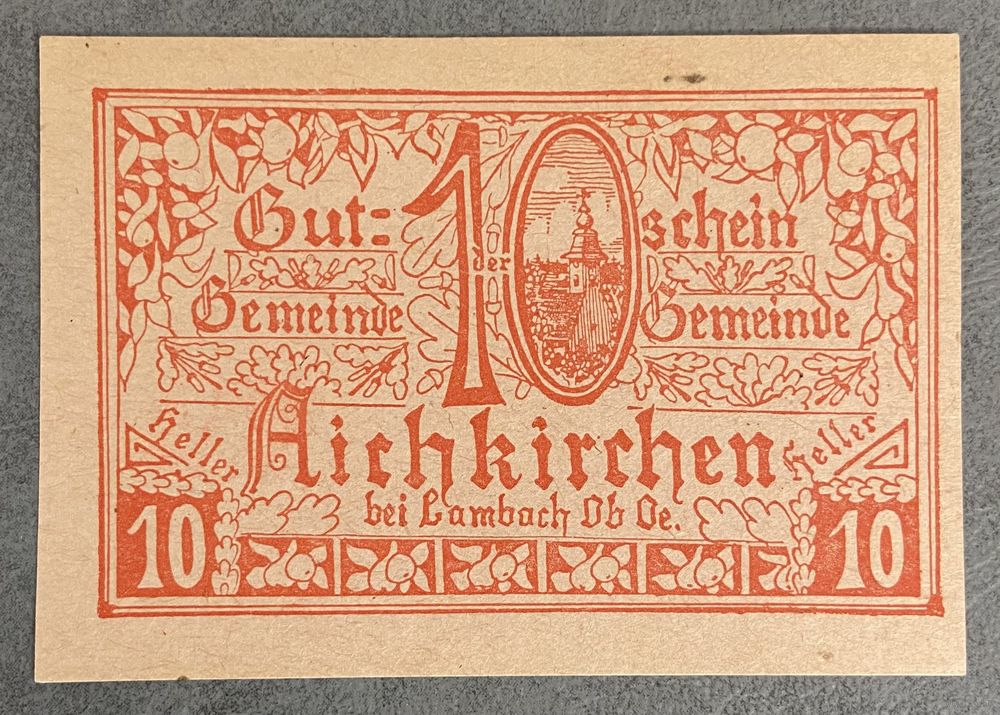 Gut= 10 schein
der
Gemeinde Gemeinde
Heller Aichkirchen Heller
bei Lambach Ob Oe.
10 10